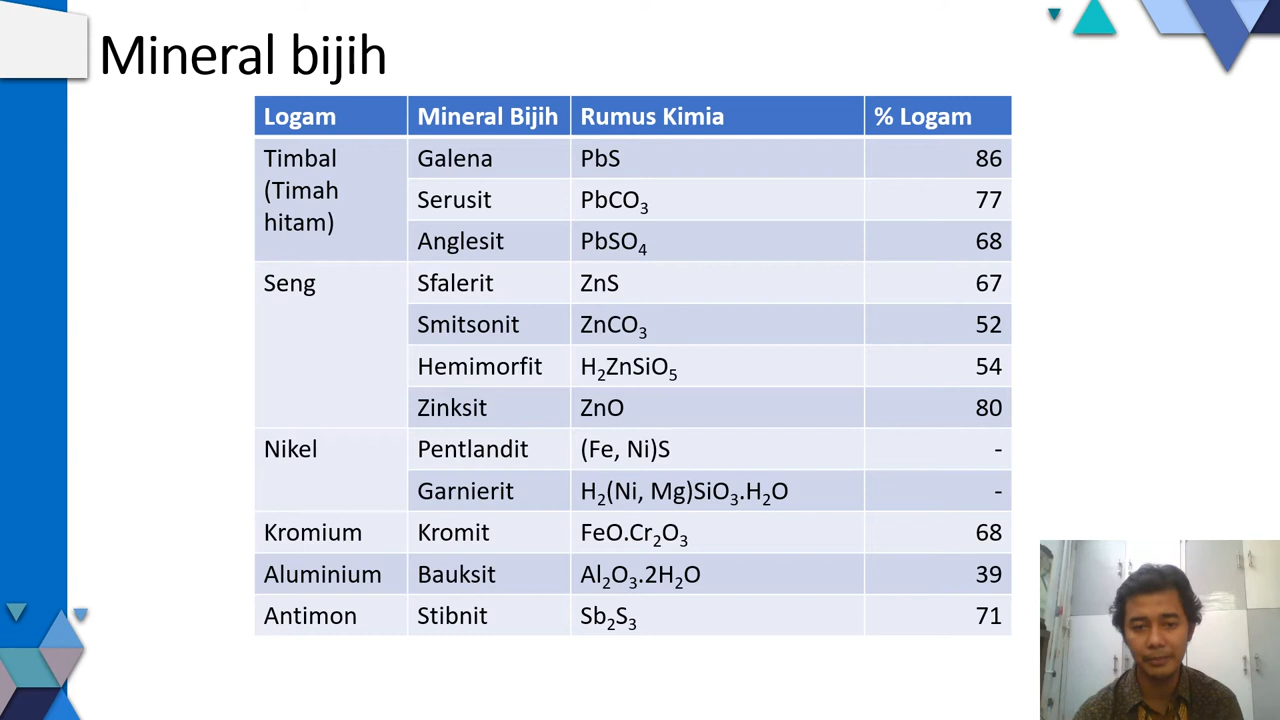 Mineral bijih
Logam Mineral Bijih Rumus Kimia % Logam
Timbal (Timah hitam) Galena PbS 86
Serusit PbCO₃ 77
Anglesit PbSO₄ 68
Seng Sfalerit ZnS 67
Smitsonit ZnCO₃ 52
Hemimorfit H₂ZnSiO₅ 54
Zinksit ZnO 80
Nikel Pentlandit (Fe, Ni)S -
Garnierit H₂(Ni, Mg)SiO₃.H₂O -
Kromium Kromit FeO.Cr₂O₃ 68
Aluminium Bauksit Al₂O₃.2H₂O 39
Antimon Stibnit Sb₂S₃ 71